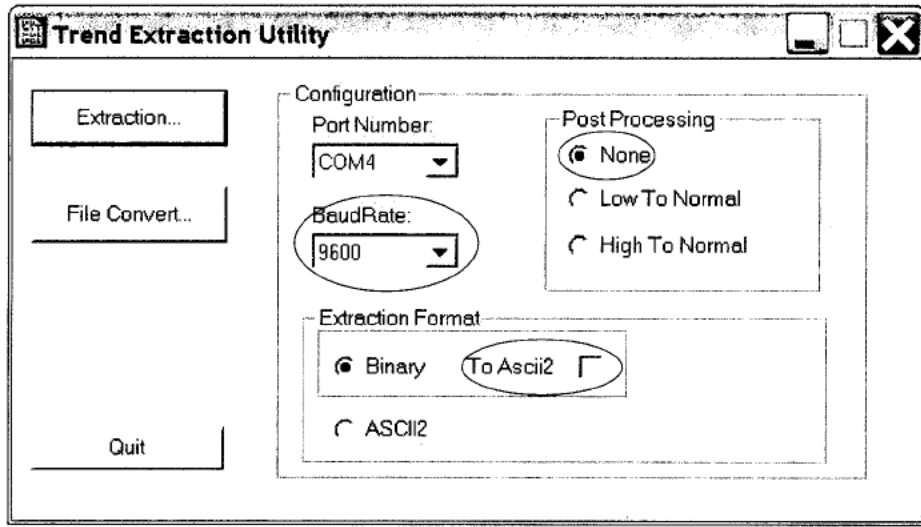 Trend Extraction Utility
Extraction...
File Convert...
Quit
Configuration
Port Number:
COM4
BaudRate:
9600
Post Processing
None
Low To Normal
High To Normal
Extraction Format
Binary To Ascii2
ASCII2